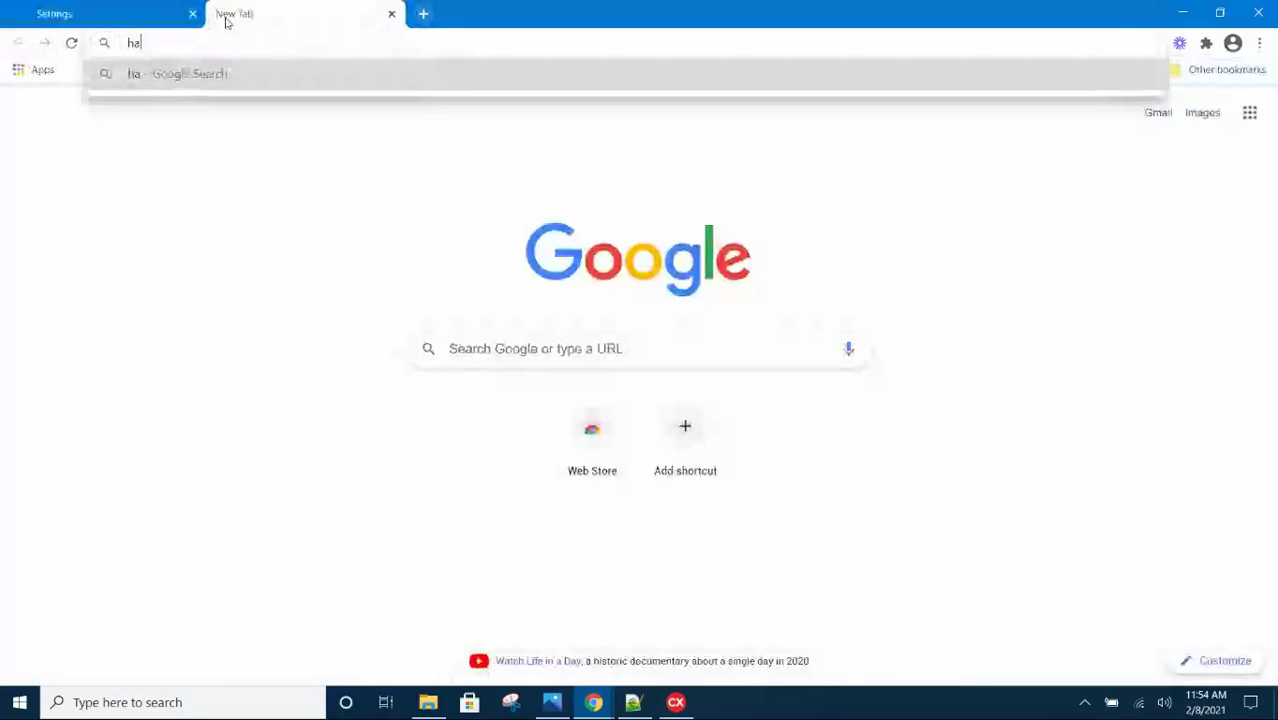 Settings
New Tab
ha
Apps
ha - Google Search
Other bookmarks
Gmail Images
Google
Search Google or type a URL
Web Store
Add shortcut
Watch Life in a Day, a historic documentary about a single day in 2020
Customize
Type here to search
CX
11:54 AM
2/8/2021